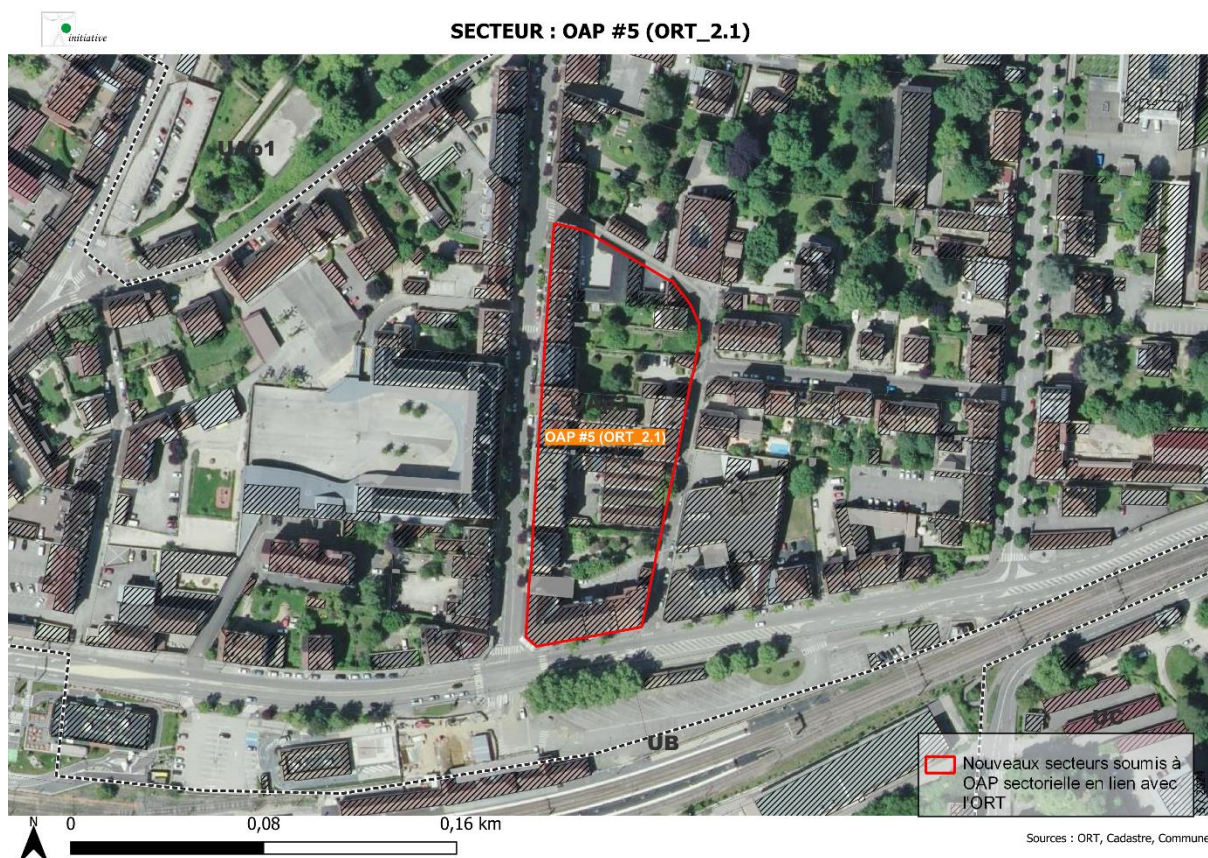 initiative
SECTEUR : OAP #5 (ORT_2.1)
OAP #5 (ORT_2.1)
UB
UC
Nouveaux secteurs soumis à
OAP sectorielle en lien avec
l'ORT
N
0 0,08 0,16 km
Sources : ORT, Cadastre, Commune